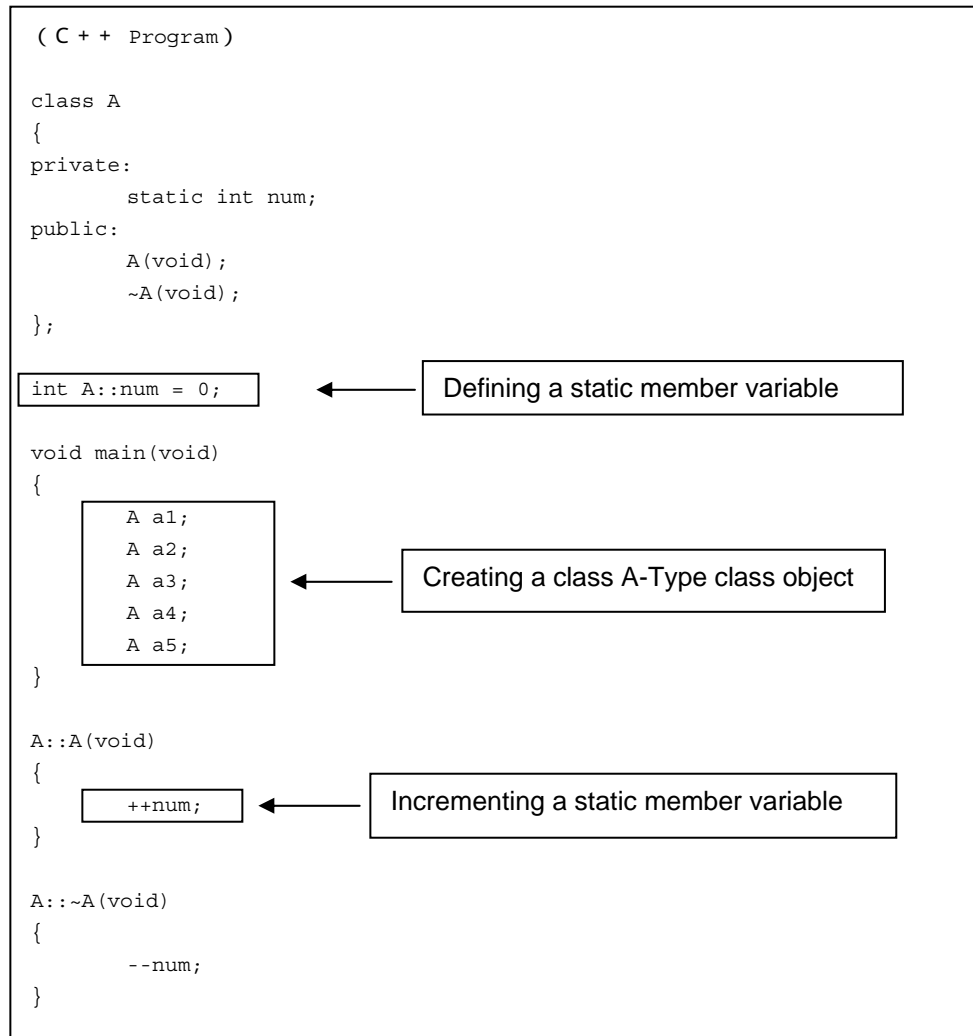 (C++ Program)
class A
{
private:
static int num;
public:
A(void);
~A(void);
};
int A::num = 0;
Defining a static member variable
void main(void)
{
A a1;
A a2;
A a3;
A a4;
A a5;
Creating a class A-Type class object
}
A::A(void)
{
++num;
Incrementing a static member variable
}
A::~A(void)
{
--num;
}